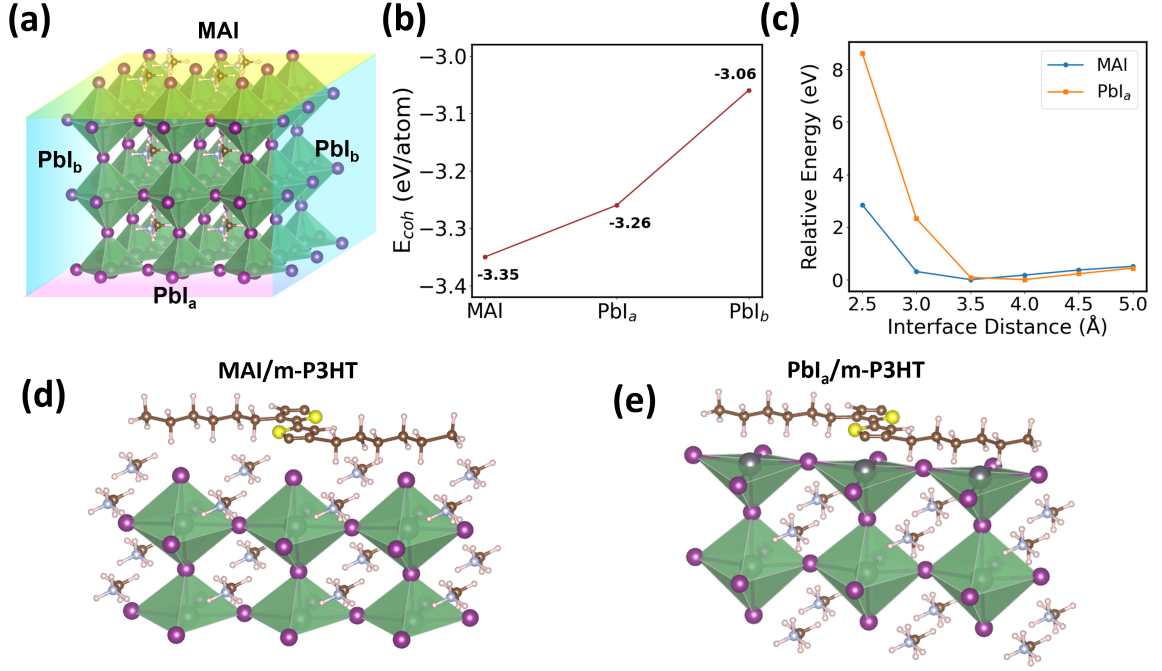 (a)
MAI
PbI_b
PbI_b
PbI_a
(b)
E_coh (eV/atom)
−3.0
−3.1
−3.2
−3.3
−3.4
-3.35
-3.26
-3.06
MAI
PbI_a
PbI_b
(c)
Relative Energy (eV)
8
6
4
2
0
MAI
PbI_a
2.5 3.0 3.5 4.0 4.5 5.0
Interface Distance (Å)
(d)
MAI/m-P3HT
(e)
PbI_a/m-P3HT